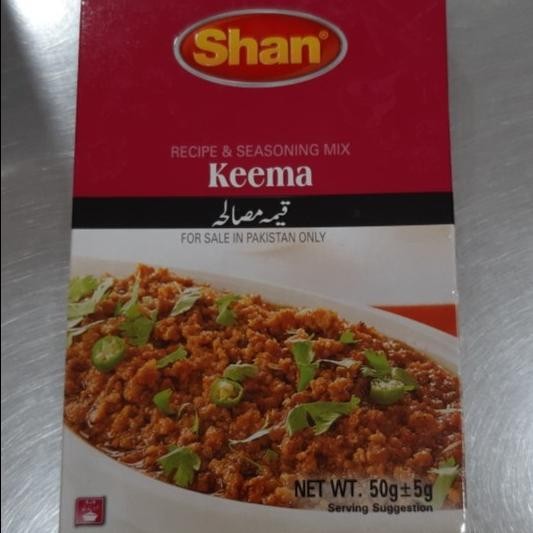 Shan®
RECIPE & SEASONING MIX
Keema
قیمہ مصالحہ
FOR SALE IN PAKISTAN ONLY
NET WT. 50g±5g
Serving Suggestion